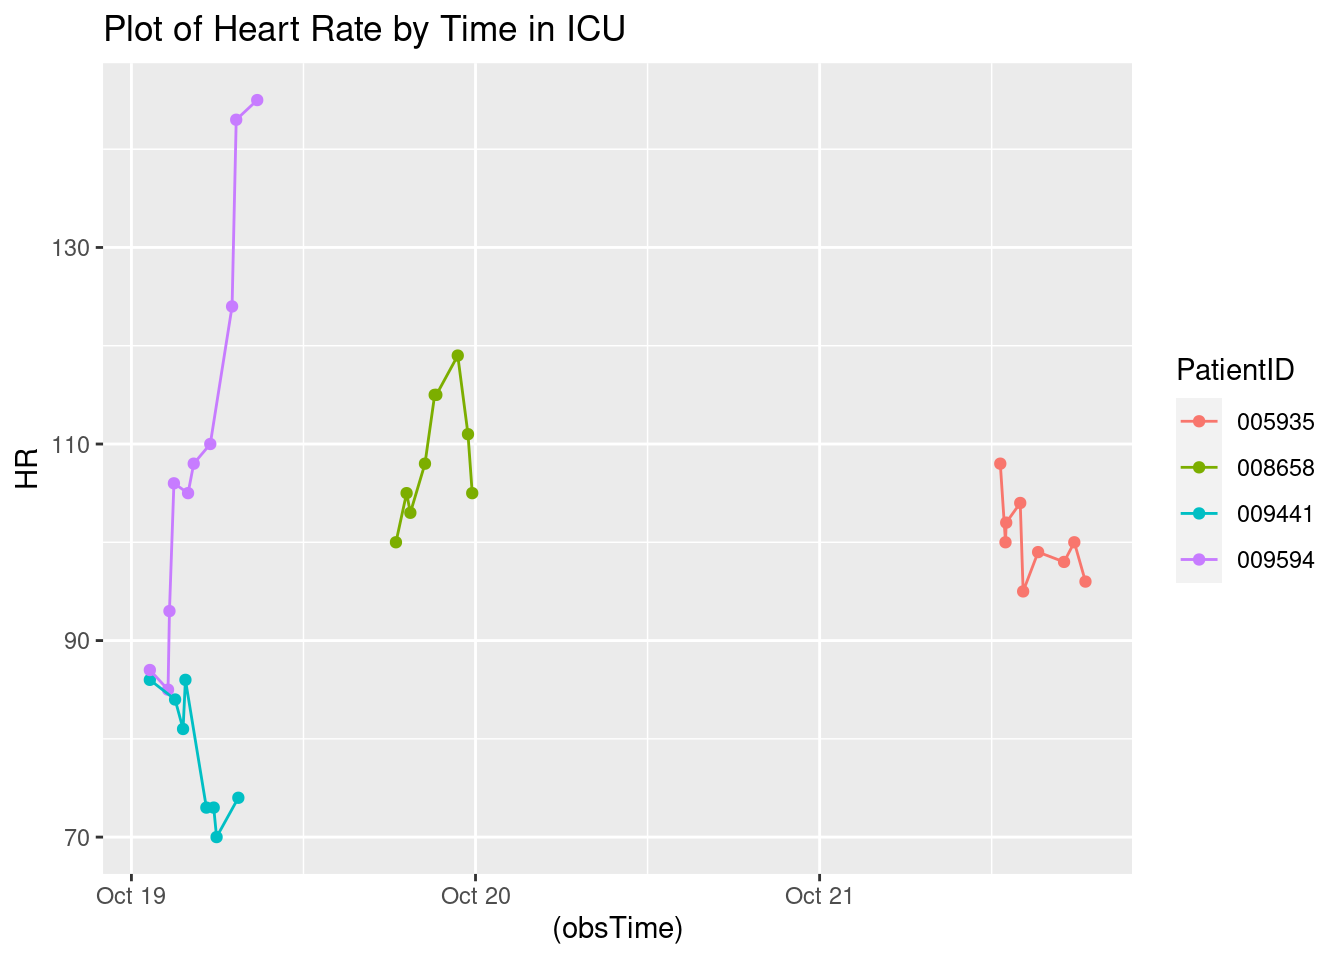 Plot of Heart Rate by Time in ICU
HR
130
110
90
70
Oct 19
Oct 20
Oct 21
(obsTime)
PatientID
005935
008658
009441
009594